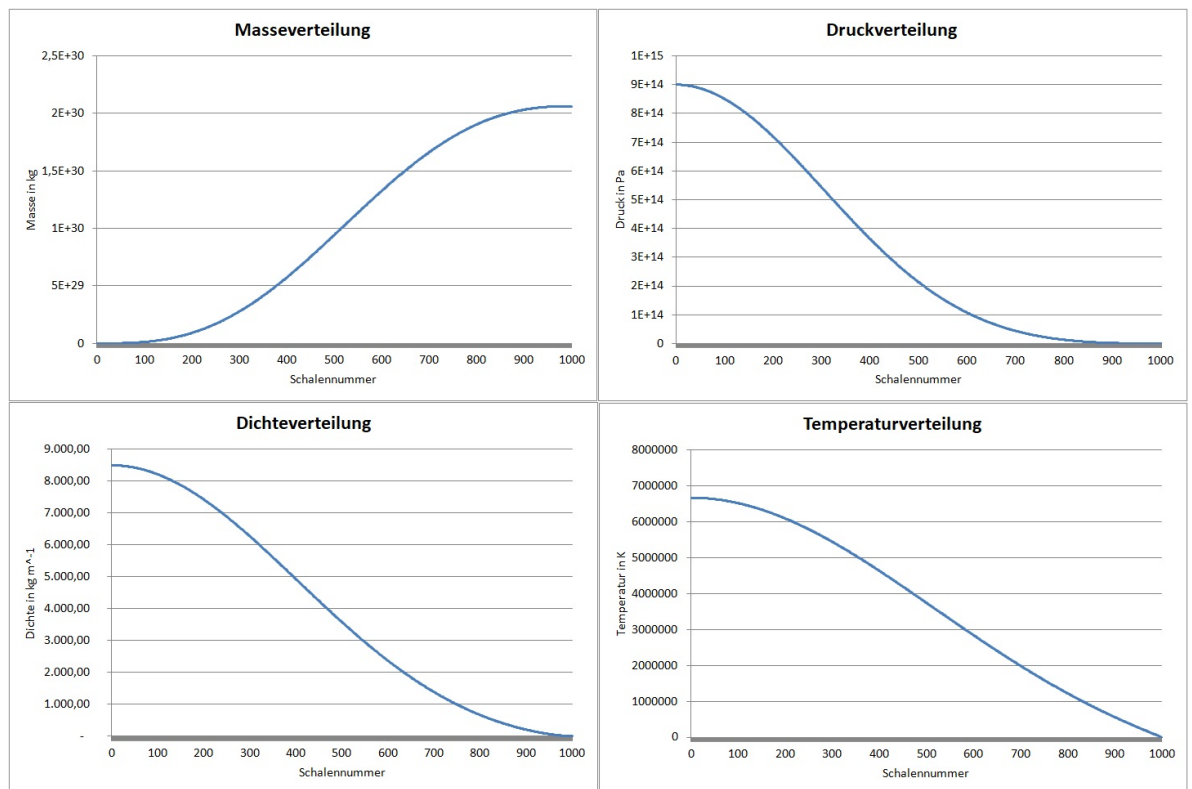 Masseverteilung
2,5E+30
2E+30
1,5E+30
1E+30
5E+29
0
Masse in kg
0 100 200 300 400 500 600 700 800 900 1000
Schalennummer
Druckverteilung
1E+15
9E+14
8E+14
7E+14
6E+14
5E+14
4E+14
3E+14
2E+14
1E+14
0
Druck in Pa
0 100 200 300 400 500 600 700 800 900 1000
Schalennummer
Dichteverteilung
9.000,00
8.000,00
7.000,00
6.000,00
5.000,00
4.000,00
3.000,00
2.000,00
1.000,00
-
Dichte in kg m^-1
0 100 200 300 400 500 600 700 800 900 1000
Schalennummer
Temperaturverteilung
8000000
7000000
6000000
5000000
4000000
3000000
2000000
1000000
0
Temperatur in K
0 100 200 300 400 500 600 700 800 900 1000
Schalennummer